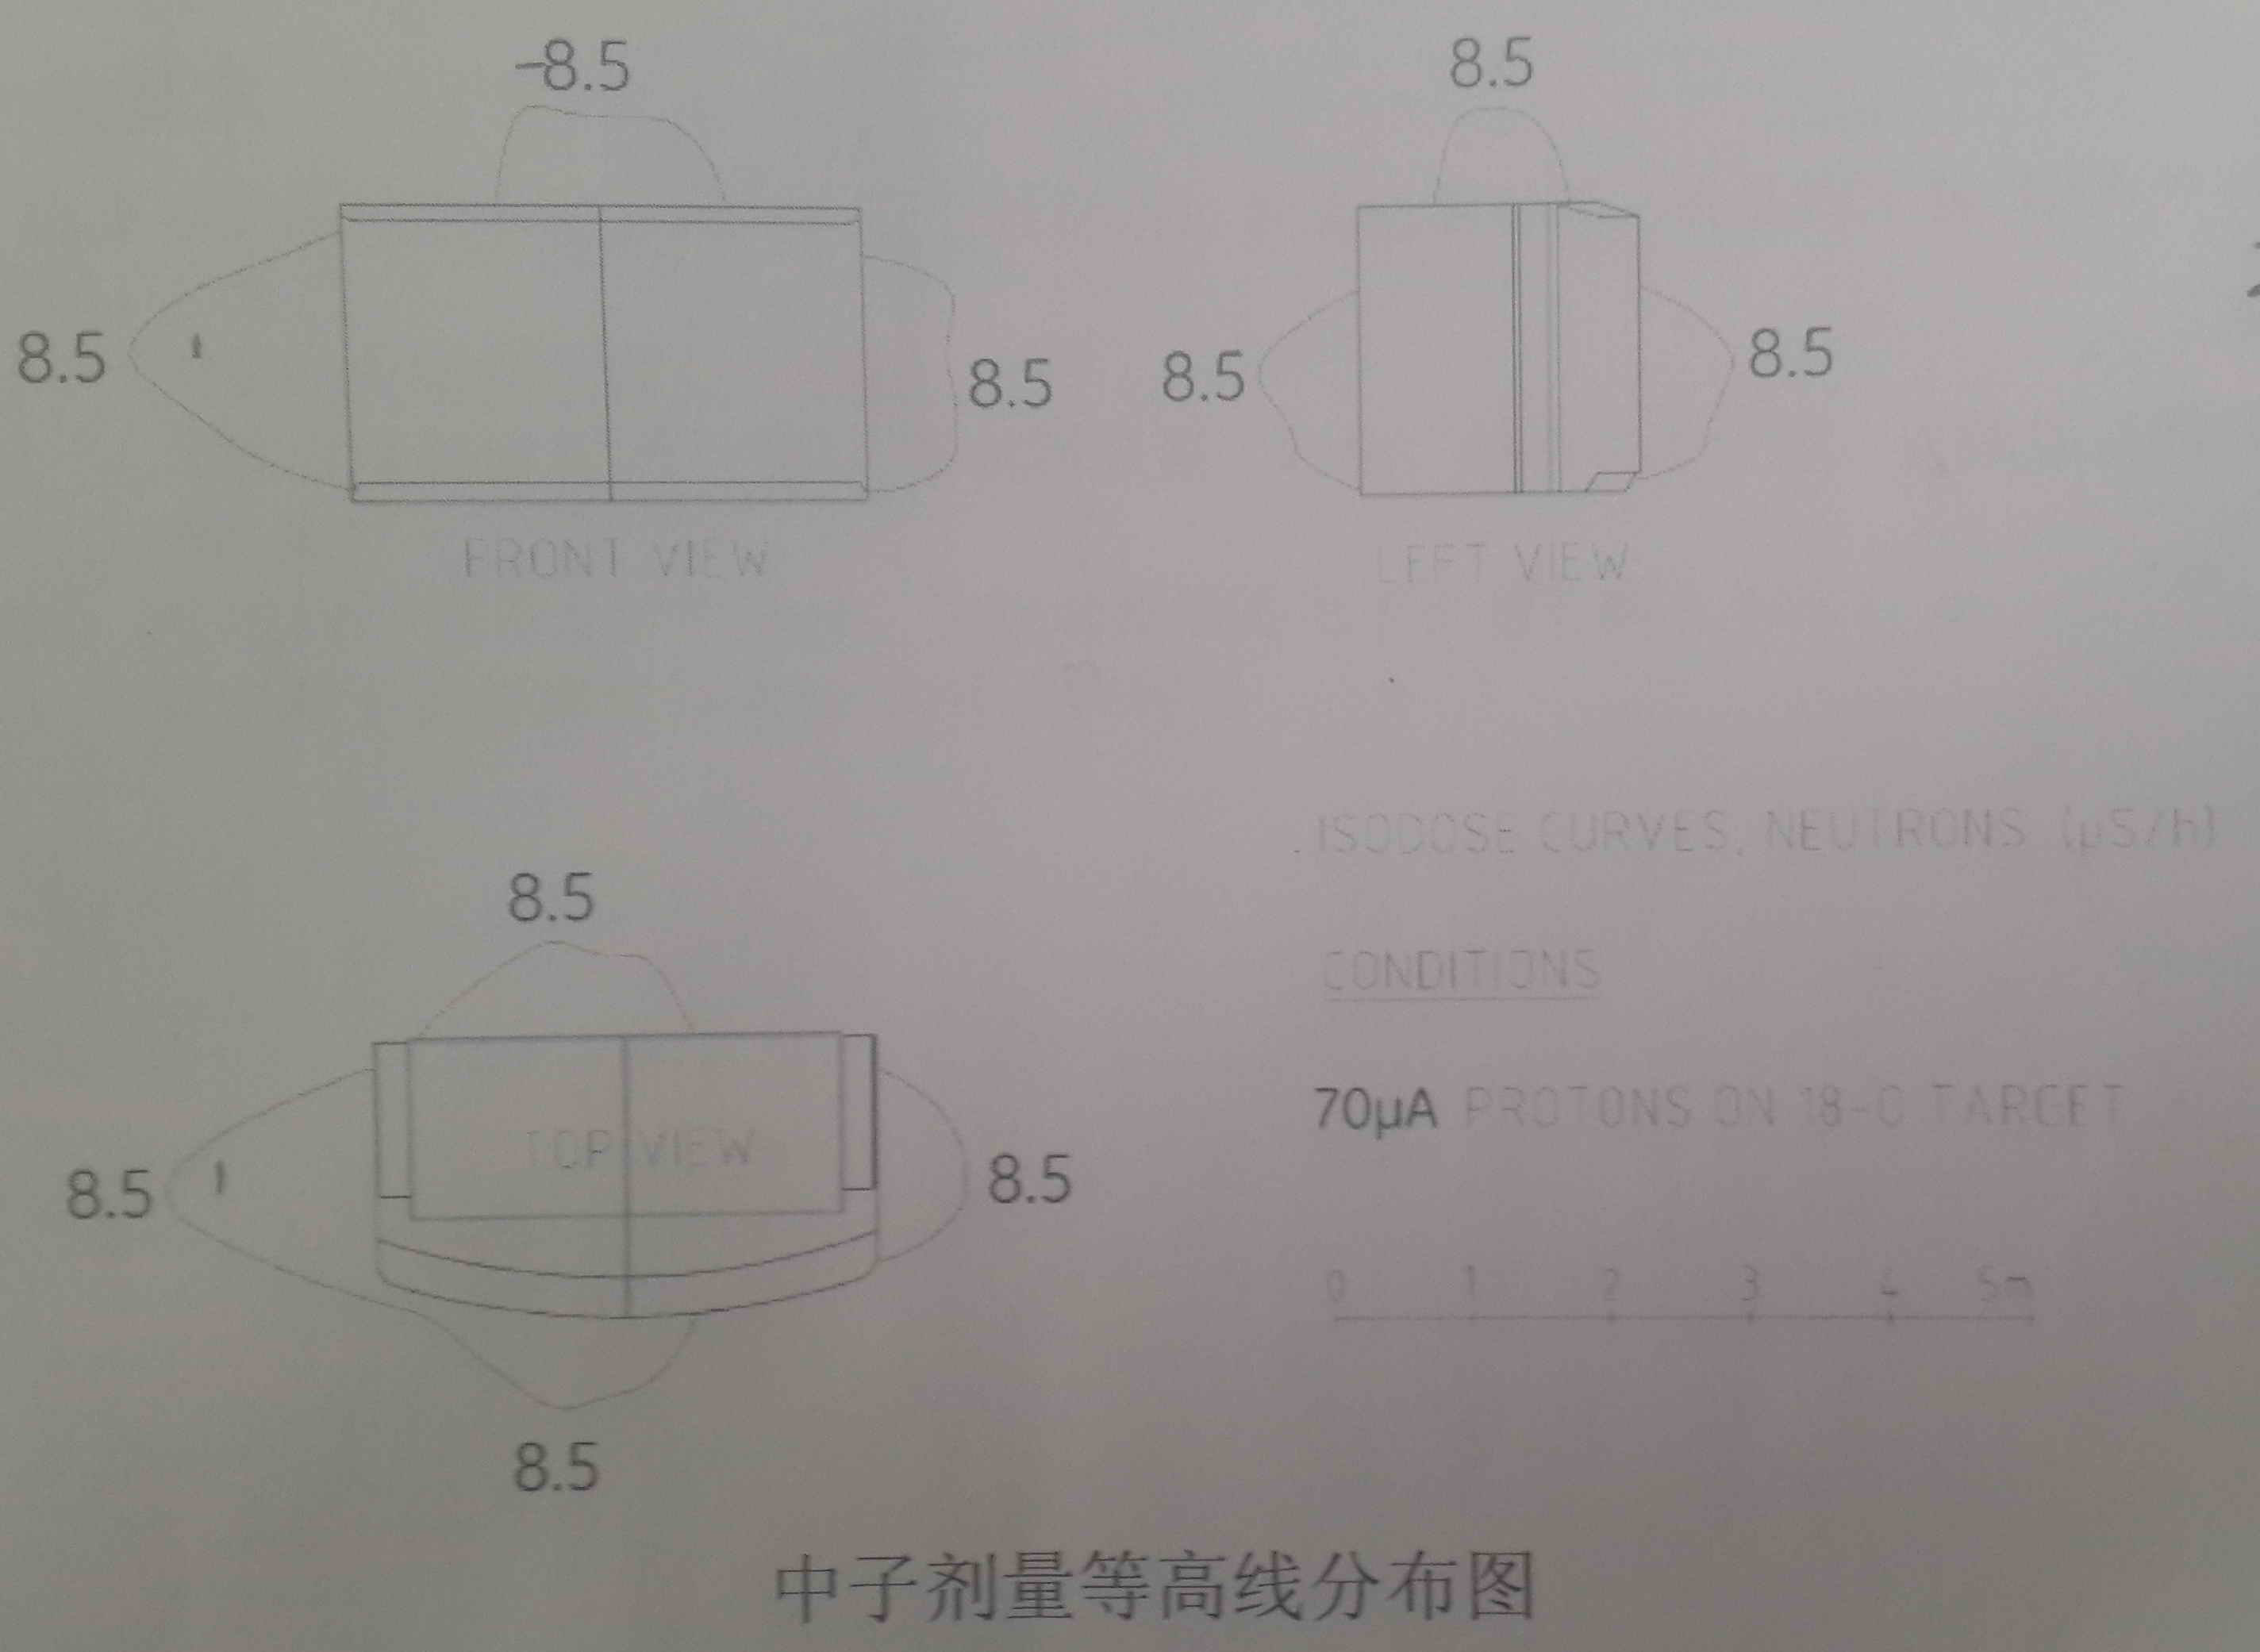 -8.5
8.5
8.5
8.5
FRONT VIEW
8.5
8.5
8.5
LEFT VIEW
8.5
8.5
TOP VIEW
8.5
8.5
ISODOSE CURVES, NEUTRONS (µS/h)
CONDITIONS
70µA PROTONS ON 18-O TARGET
0 1 2 3 4 5m
中子剂量等高线分布图